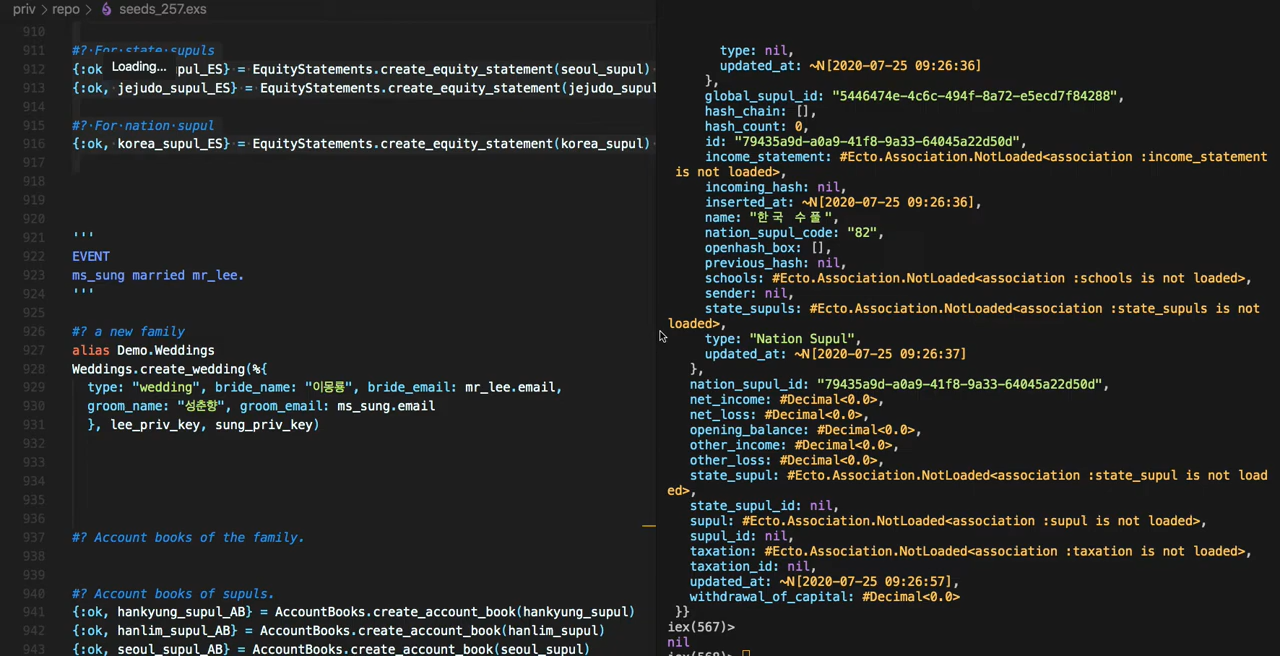 priv > repo > seeds_257.exs
910
911 #? For state supuls
912 {:ok Loading... pul_ES} = EquityStatements.create_equity_statement(seoul_supul)
913 {:ok, jejudo_supul_ES} = EquityStatements.create_equity_statement(jejudo_supul
914
915 #? For nation supul
916 {:ok, korea_supul_ES} = EquityStatements.create_equity_statement(korea_supul)
917
918
919
920
921 '''
922 EVENT
923 ms_sung married mr_lee.
924 '''
925
926 #? a new family
927 alias Demo.Weddings
928 Weddings.create_wedding(%{
929 type: "wedding", bride_name: "이몽룡", bride_email: mr_lee.email,
930 groom_name: "성춘향", groom_email: ms_sung.email
931 }, lee_priv_key, sung_priv_key)
932
933
934
935
936
937 #? Account books of the family.
938
939
940 #? Account books of supuls.
941 {:ok, hankyung_supul_AB} = AccountBooks.create_account_book(hankyung_supul)
942 {:ok, hanlim_supul_AB} = AccountBooks.create_account_book(hanlim_supul)
943 {:ok, seoul_supul_AB} = AccountBooks.create_account_book(seoul_supul)
type: nil,
updated_at: ~N[2020-07-25 09:26:36]
},
global_supul_id: "5446474e-4c6c-494f-8a72-e5ecd7f84288",
hash_chain: [],
hash_count: 0,
id: "79435a9d-a0a9-41f8-9a33-64045a22d50d",
income_statement: #Ecto.Association.NotLoaded<association :income_statement
is not loaded>,
incoming_hash: nil,
inserted_at: ~N[2020-07-25 09:26:36],
name: "한국 수풀",
nation_supul_code: "82",
openhash_box: [],
previous_hash: nil,
schools: #Ecto.Association.NotLoaded<association :schools is not loaded>,
sender: nil,
state_supuls: #Ecto.Association.NotLoaded<association :state_supuls is not
loaded>,
type: "Nation Supul",
updated_at: ~N[2020-07-25 09:26:37]
},
nation_supul_id: "79435a9d-a0a9-41f8-9a33-64045a22d50d",
net_income: #Decimal<0.0>,
net_loss: #Decimal<0.0>,
opening_balance: #Decimal<0.0>,
other_income: #Decimal<0.0>,
other_loss: #Decimal<0.0>,
state_supul: #Ecto.Association.NotLoaded<association :state_supul is not load
ed>,
state_supul_id: nil,
supul: #Ecto.Association.NotLoaded<association :supul is not loaded>,
supul_id: nil,
taxation: #Ecto.Association.NotLoaded<association :taxation is not loaded>,
taxation_id: nil,
updated_at: ~N[2020-07-25 09:26:57],
withdrawal_of_capital: #Decimal<0.0>
}}
iex(567)>
nil
iex(568)>